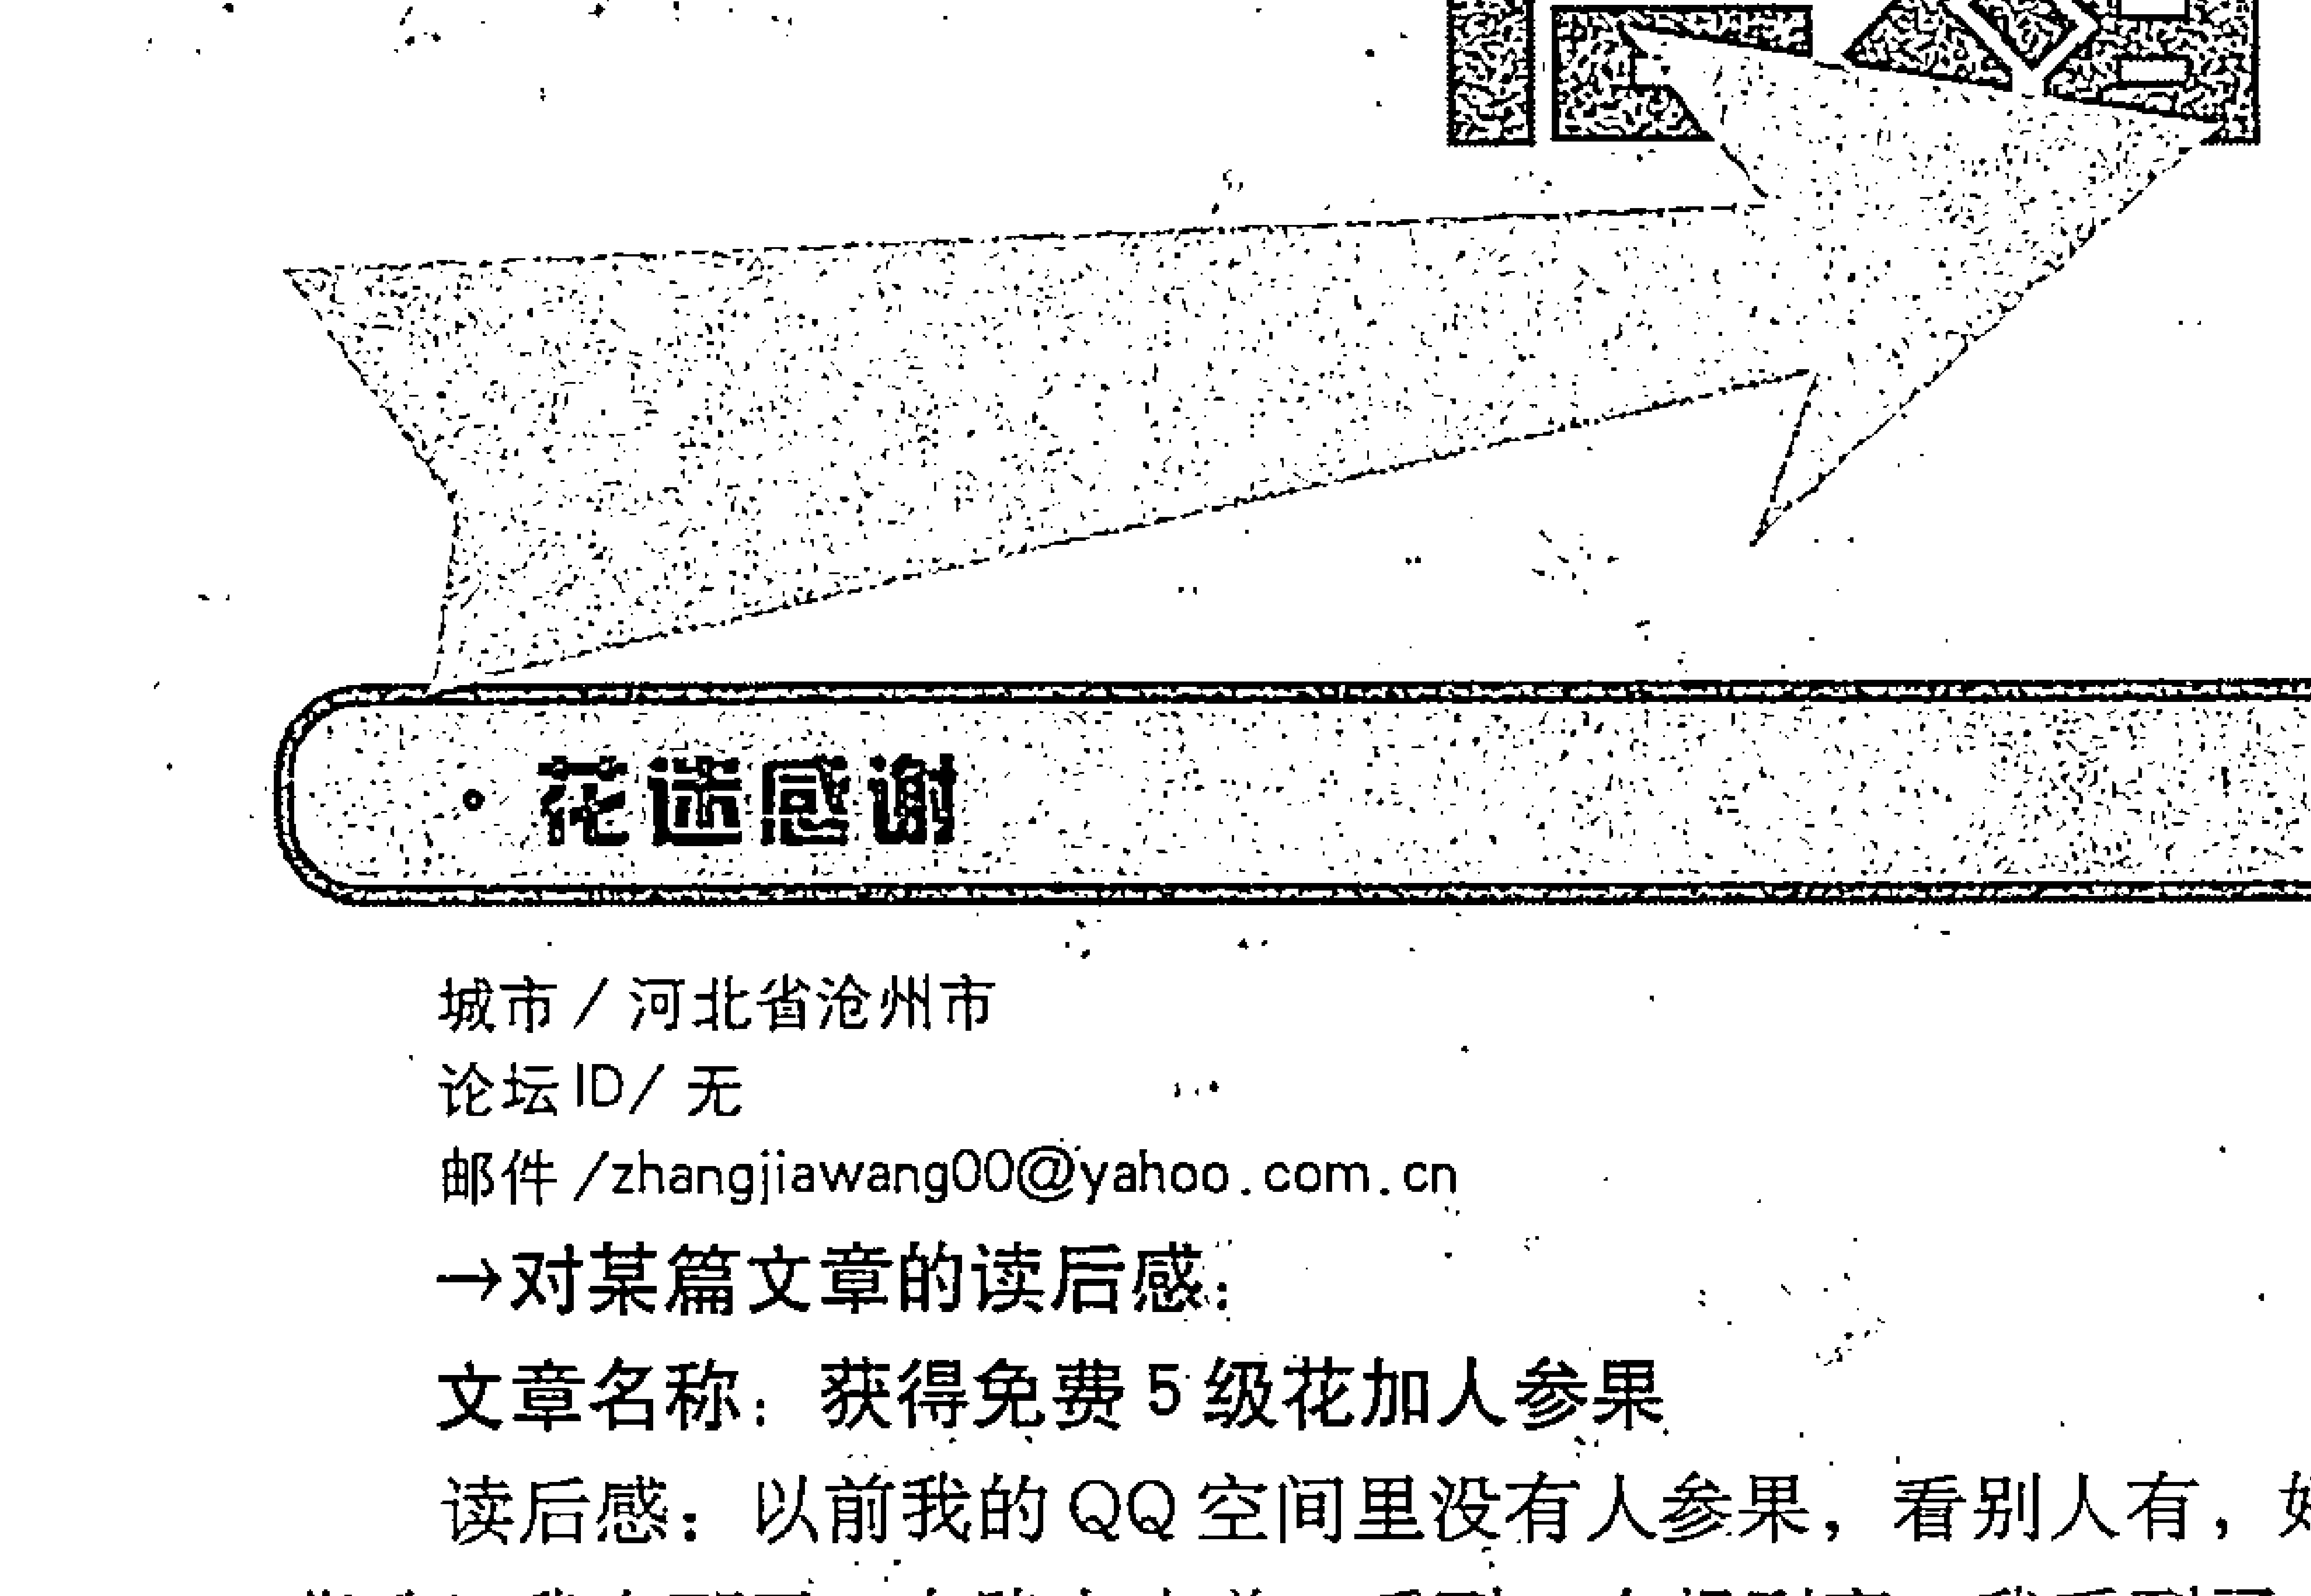 ·花迷感谢
城市/河北省沧州市
论坛ID/ 无
邮件/zhangjiawang00@yahoo.com.cn
→对某篇文章的读后感：
文章名称：获得免费5级花加人参果
读后感：以前我的QQ空间里没有人参果，看别人有，